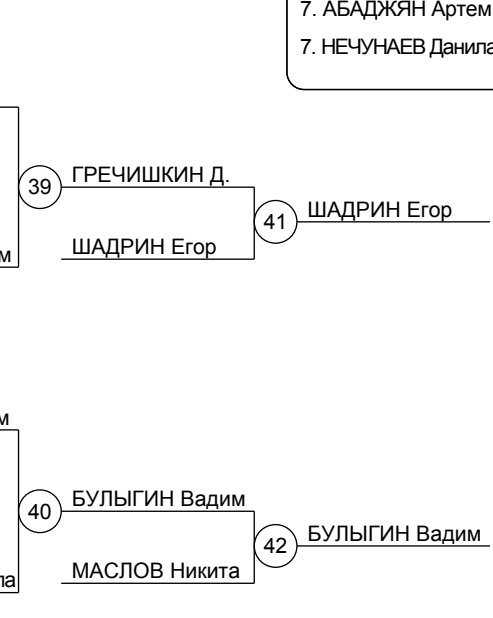 7. АБАДЖЯН Артем
7. НЕЧУНАЕВ Данила
39
ГРЕЧИШКИН Д.
41
ШАДРИН Егор
ШАДРИН Егор
40
БУЛЫГИН Вадим
42
БУЛЫГИН Вадим
МАСЛОВ Никита